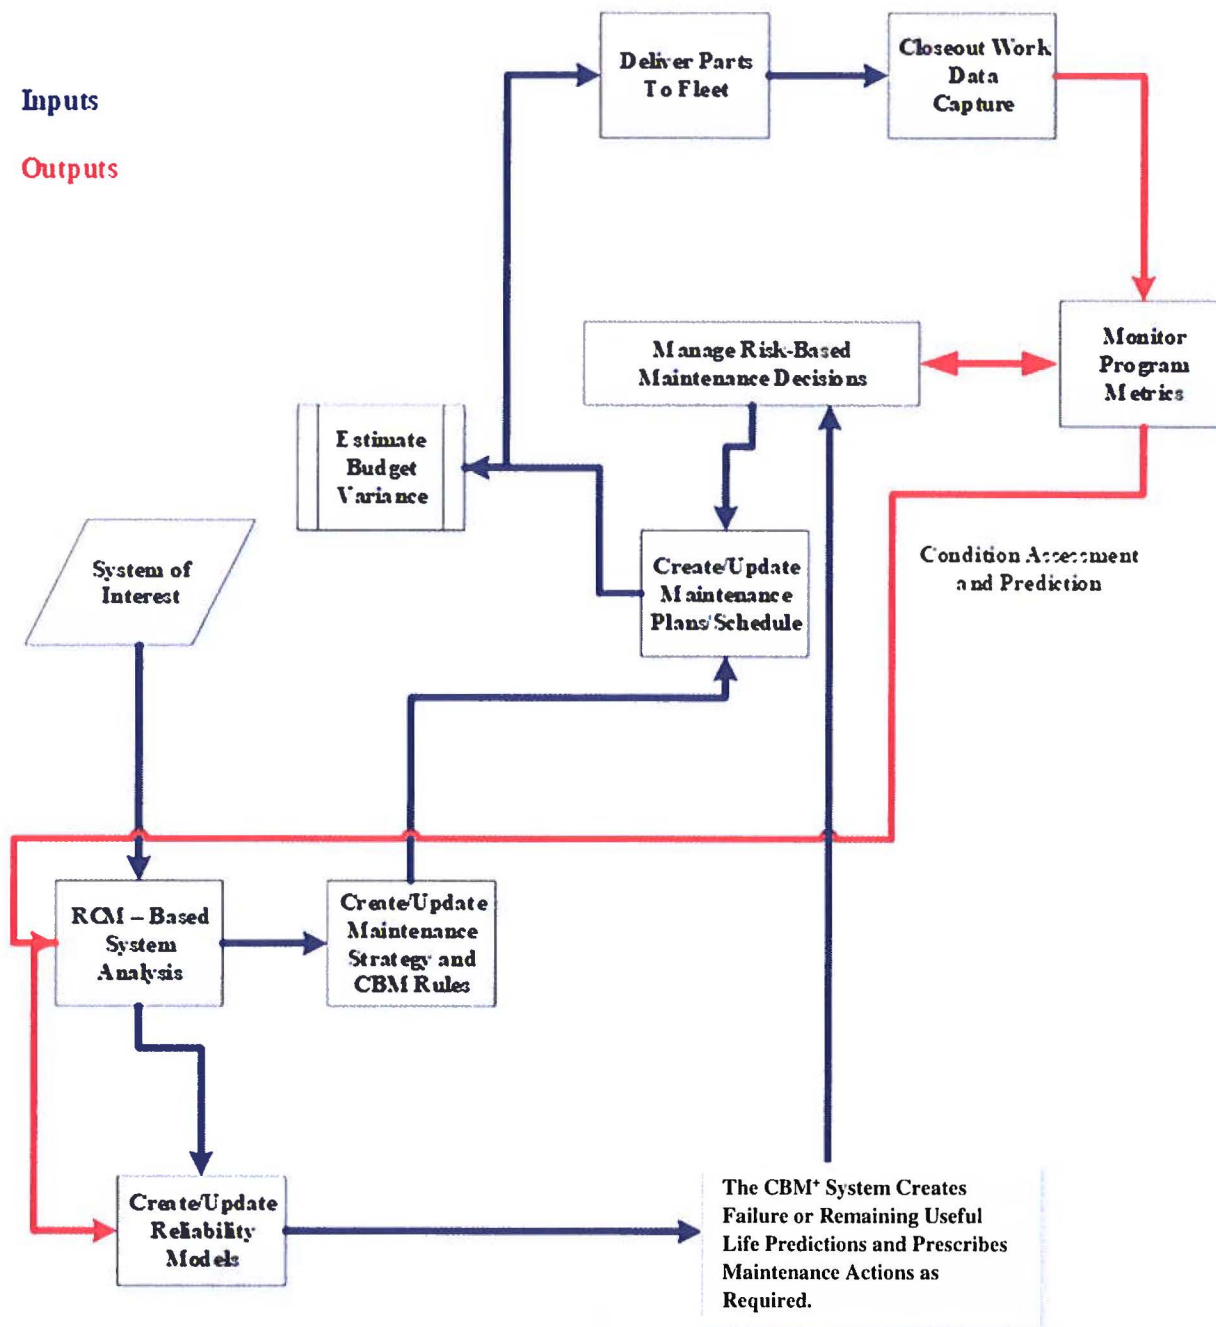 Inputs
Outputs
Deliver Parts
To Fleet
Closeout Work
Data
Capture
Monitor
Program
Metrics
Manage Risk-Based
Maintenance Decisions
Estimate
Budget
Variance
System of
Interest
Create/Update
Maintenance
Plans/Schedule
Condition Assessment
and Prediction
RCM – Based
System
Analysis
Create/Update
Maintenance
Strategy and
CBM Rules
Create/Update
Reliability
Models
The CBM⁺ System Creates
Failure or Remaining Useful
Life Predictions and Prescribes
Maintenance Actions as
Required.